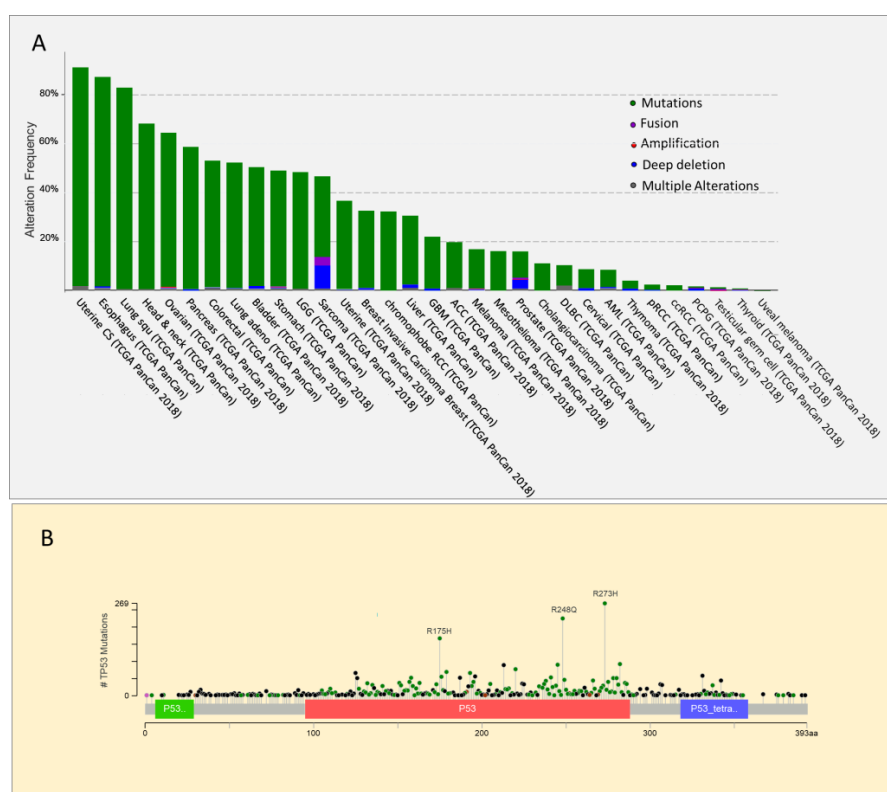 A
Alteration Frequency
80%
60%
40%
20%
Mutations
Fusion
Amplification
Deep deletion
Multiple Alterations
Uterine CS (TCGA PanCan 2018)
Esophagus (TCGA PanCan)
Lung squ (TCGA PanCan 2018)
Head & neck (TCGA PanCan)
Ovarian (TCGA PanCan 2018)
Pancreas (TCGA PanCan 2018)
Colorectal (TCGA PanCan)
Lung adeno (TCGA PanCan)
Bladder (TCGA PanCan 2018)
Stomach (TCGA PanCan 2018)
LGG (TCGA PanCan)
Sarcoma (TCGA PanCan 2018)
Uterine (TCGA PanCan 2018)
Breast Invasive Carcinoma Breast (TCGA PanCan 2018)
chromophobe RCC (TCGA PanCan)
Liver (TCGA PanCan)
GBM (TCGA PanCan)
ACC (TCGA PanCan 2018)
Melanoma (TCGA PanCan 2018)
Mesothelioma (TCGA PanCan 2018)
Prostate (TCGA PanCan 2018)
Cholangiocarcinoma (TCGA PanCan)
DLBC (TCGA PanCan)
Cervical (TCGA PanCan 2018)
AML (TCGA PanCan)
Thymoma (TCGA PanCan 2018)
pRCC (TCGA PanCan)
ccRCC (TCGA PanCan)
PCPG (TCGA PanCan 2018)
Testicular germ cell (TCGA PanCan 2018)
Thyroid (TCGA PanCan 2018)
Uveal melanoma (TCGA PanCan 2018)
B
# TP53 Mutations
269
0
R175H
R248Q
R273H
P53..
P53
P53_tetra..
0
100
200
300
393aa